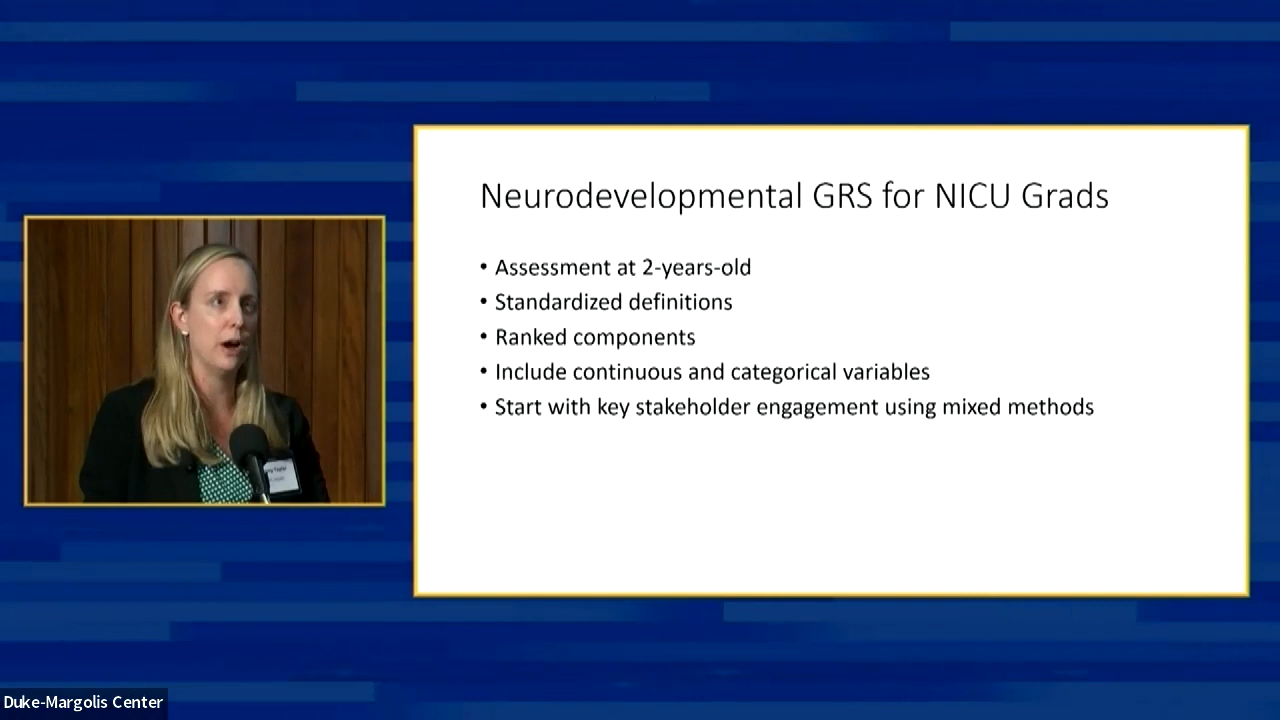 Neurodevelopmental GRS for NICU Grads
• Assessment at 2-years-old
• Standardized definitions
• Ranked components
• Include continuous and categorical variables
• Start with key stakeholder engagement using mixed methods
Taylor
Duke-Margolis Center